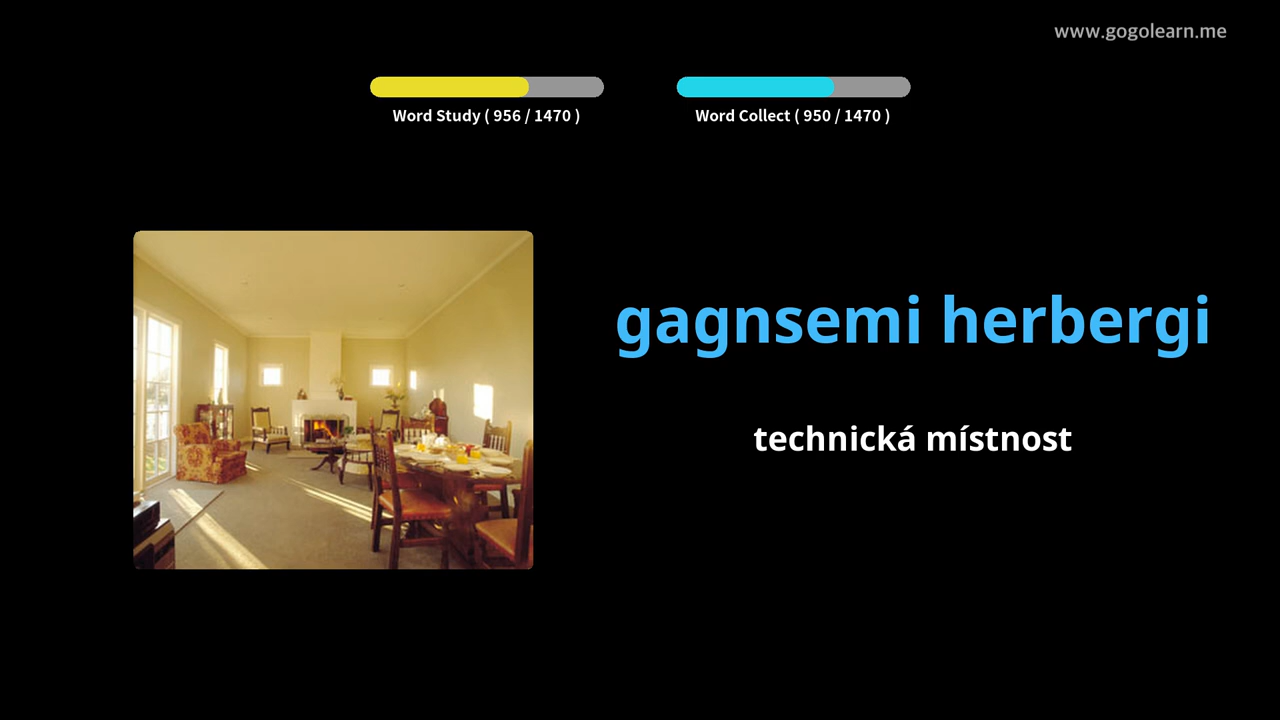 www.gogolearn.me
Word Study ( 956 / 1470 )
Word Collect ( 950 / 1470 )
gagnsemi herbergi
technická místnost